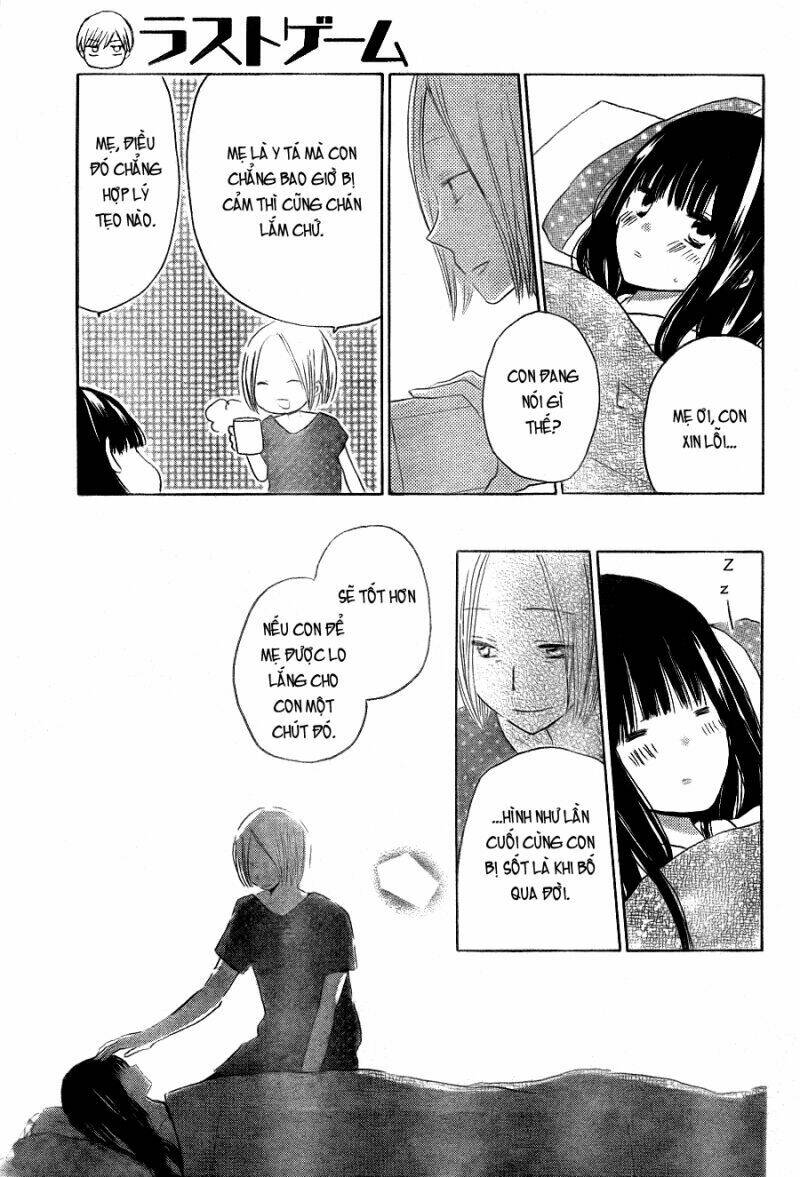 ラストゲーム
MẸ ƠI, CON
XIN LỖI...
CON ĐANG
NÓI GÌ
THẾ?
MẸ LÀ Y TÁ MÀ CON
CHẲNG BAO GIỜ BỊ
CẢM THÌ CŨNG CHÁN
LẮM CHỨ.
MẸ, ĐIỀU
ĐÓ CHẲNG
HỢP LÝ
TẸO NÀO.
Z
Z
...HÌNH NHƯ LẦN
CUỐI CÙNG CON
BỊ SỐT LÀ KHI BỐ
QUA ĐỜI.
SẼ TỐT HƠN
NẾU CON ĐỂ
MẸ ĐƯỢC LO
LẮNG CHO
CON MỘT
CHÚT ĐÓ.